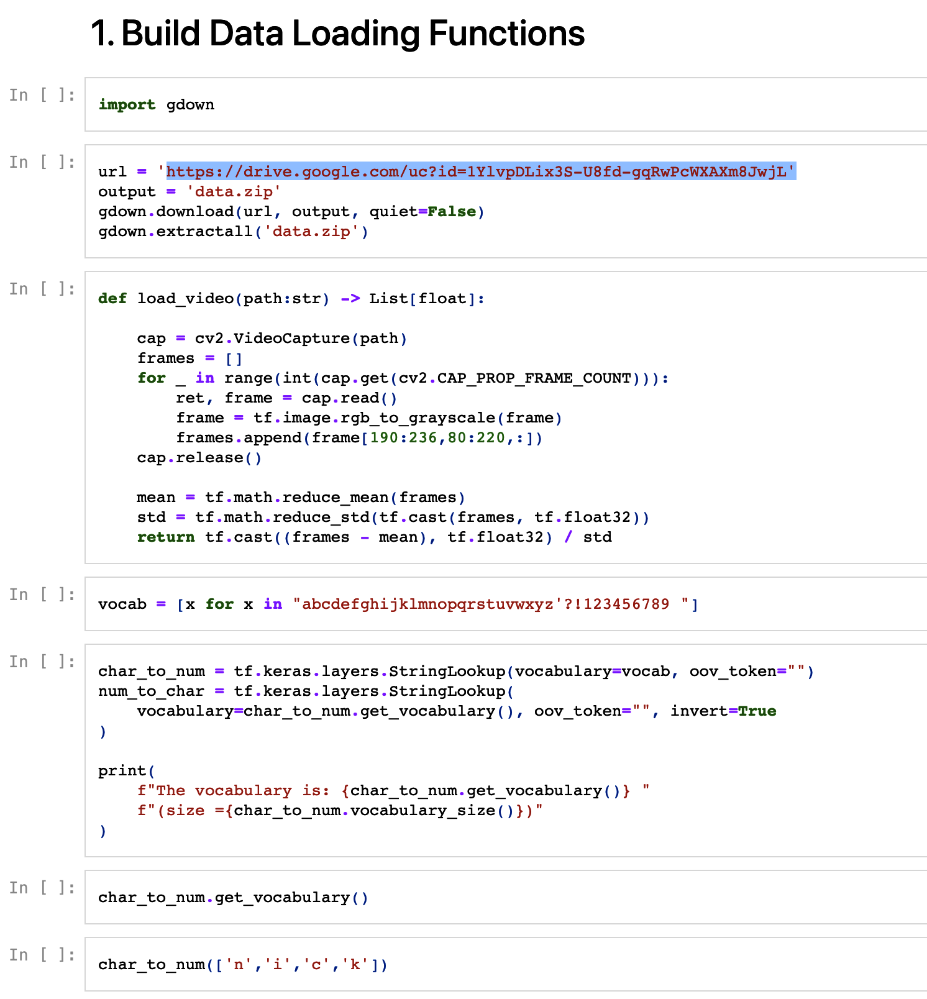 1. Build Data Loading Functions
In [ ]:
import gdown
In [ ]:
url = 'https://drive.google.com/uc?id=1YlvpDLix3S-U8fd-gqRwPcWXAXm8JwjL'
output = 'data.zip'
gdown.download(url, output, quiet=False)
gdown.extractall('data.zip')
In [ ]:
def load_video(path:str) -> List[float]:
    cap = cv2.VideoCapture(path)
    frames = []
    for _ in range(int(cap.get(cv2.CAP_PROP_FRAME_COUNT))):
        ret, frame = cap.read()
        frame = tf.image.rgb_to_grayscale(frame)
        frames.append(frame[190:236,80:220,:])
    cap.release()
    mean = tf.math.reduce_mean(frames)
    std = tf.math.reduce_std(tf.cast(frames, tf.float32))
    return tf.cast((frames - mean), tf.float32) / std
In [ ]:
vocab = [x for x in "abcdefghijklmnopqrstuvwxyz'?!123456789 "]
In [ ]:
char_to_num = tf.keras.layers.StringLookup(vocabulary=vocab, oov_token="")
num_to_char = tf.keras.layers.StringLookup(
    vocabulary=char_to_num.get_vocabulary(), oov_token="", invert=True
)
print(
    f"The vocabulary is: {char_to_num.get_vocabulary()} "
    f"(size ={char_to_num.vocabulary_size()})"
)
In [ ]:
char_to_num.get_vocabulary()
In [ ]:
char_to_num(['n','i','c','k'])